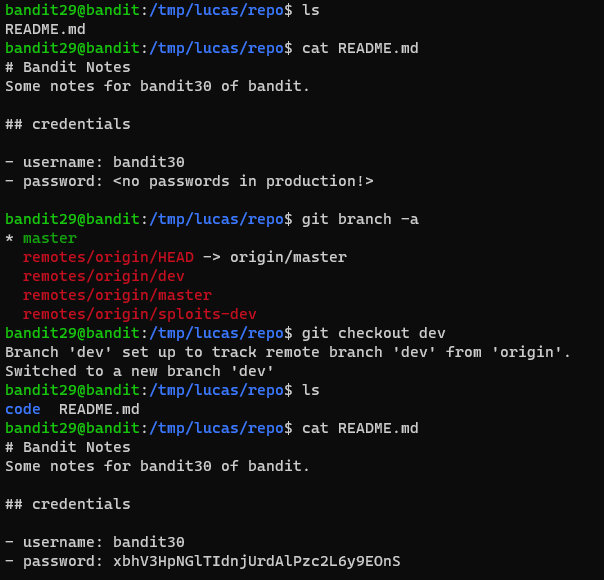 bandit29@bandit:/tmp/lucas/repo$ ls
README.md
bandit29@bandit:/tmp/lucas/repo$ cat README.md
# Bandit Notes
Some notes for bandit30 of bandit.

## credentials

- username: bandit30
- password: <no passwords in production!>

bandit29@bandit:/tmp/lucas/repo$ git branch -a
* master
  remotes/origin/HEAD -> origin/master
  remotes/origin/dev
  remotes/origin/master
  remotes/origin/sploits-dev
bandit29@bandit:/tmp/lucas/repo$ git checkout dev
Branch 'dev' set up to track remote branch 'dev' from 'origin'.
Switched to a new branch 'dev'
bandit29@bandit:/tmp/lucas/repo$ ls
code  README.md
bandit29@bandit:/tmp/lucas/repo$ cat README.md
# Bandit Notes
Some notes for bandit30 of bandit.

## credentials

- username: bandit30
- password: xbhV3HpNGlTIdnjUrdAlPzc2L6y9EOnS